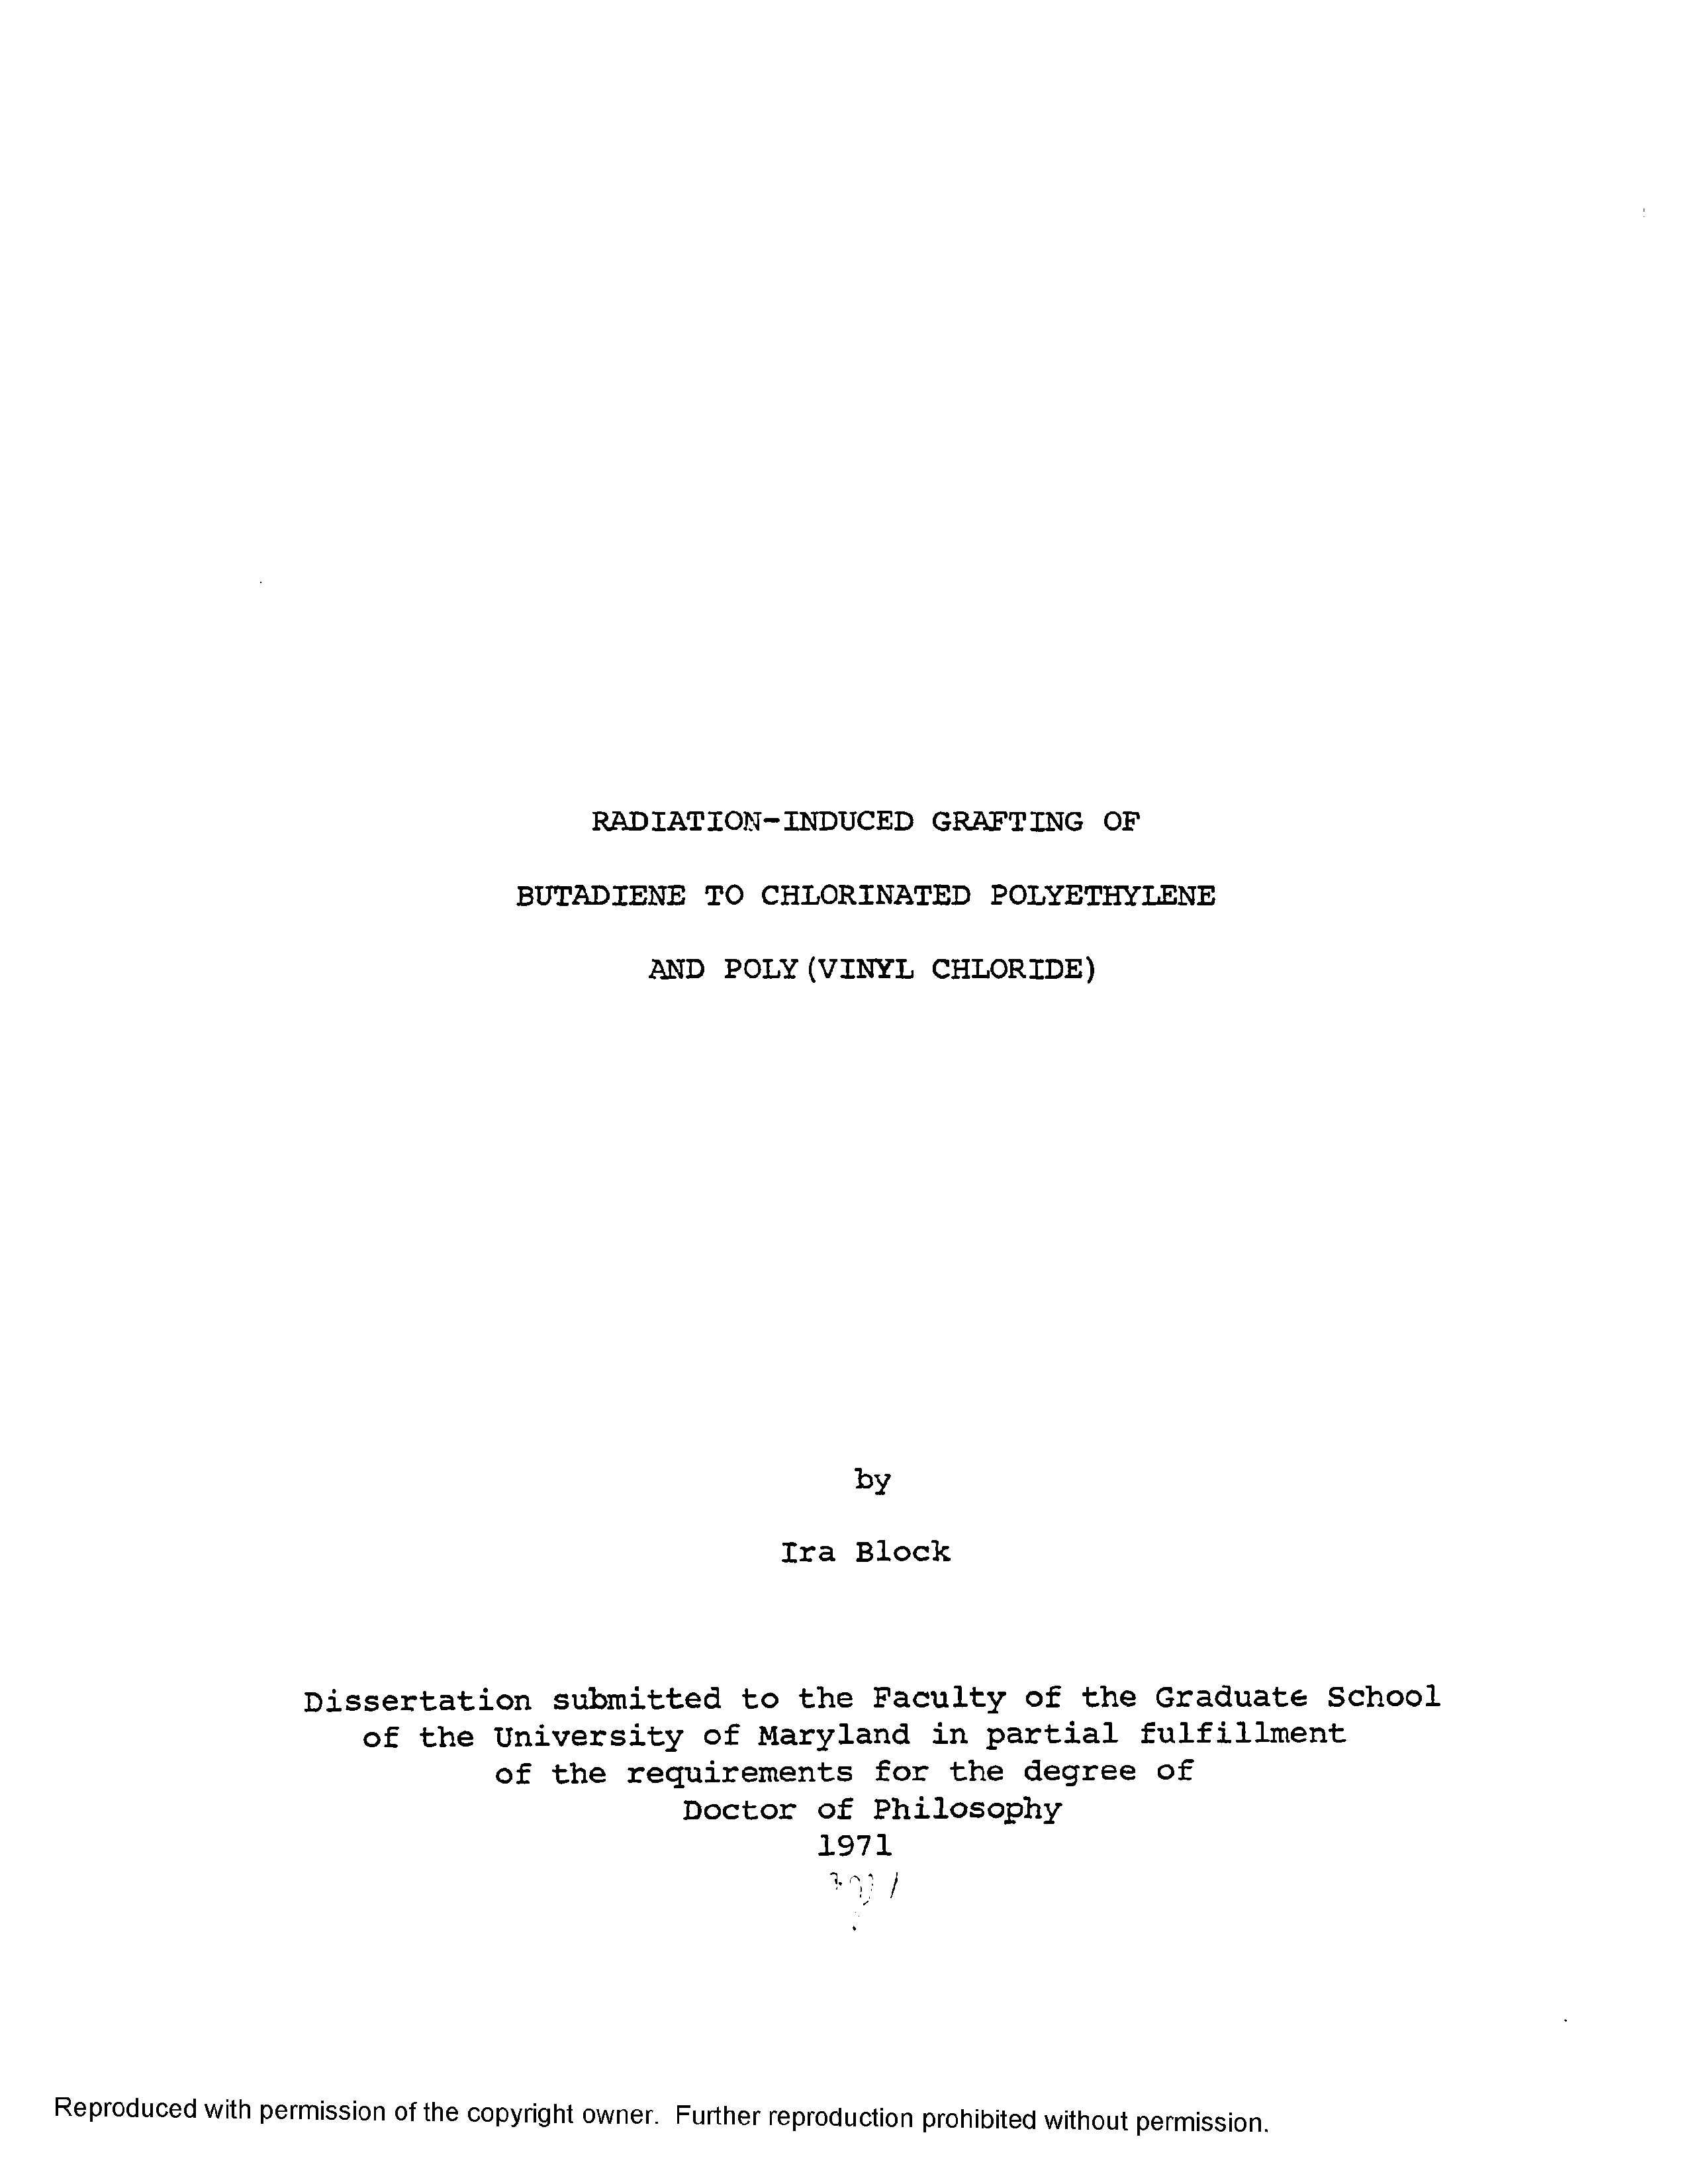 RADIATION-INDUCED GRAFTING OF
BUTADIENE TO CHLORINATED POLYETHYLENE
AND POLY(VINYL CHLORIDE)
by
Ira Block
Dissertation submitted to the Faculty of the Graduate School
of the University of Maryland in partial fulfillment
of the requirements for the degree of
Doctor of Philosophy
1971
Reproduced with permission of the copyright owner. Further reproduction prohibited without permission.